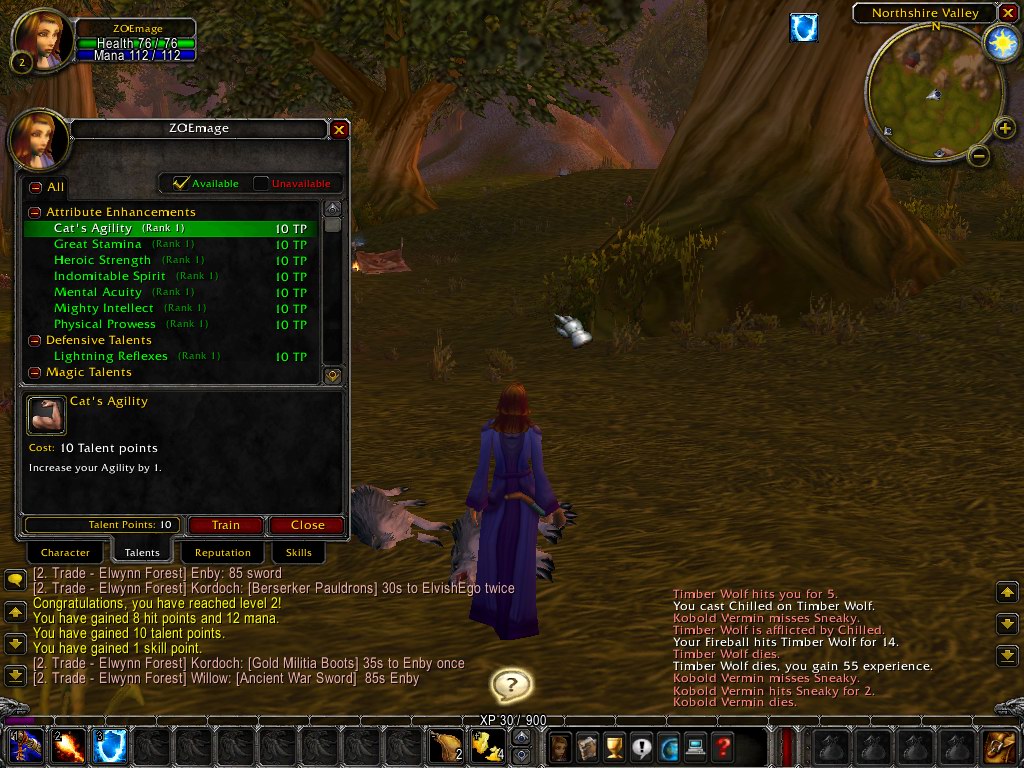 ZOEmage
Health 76 / 76
Mana 112 / 112
2
Northshire Valley
N
ZOEmage
All
Available
Unavailable
Attribute Enhancements
Cat's Agility (Rank 1) 10 TP
Great Stamina (Rank 1) 10 TP
Heroic Strength (Rank 1) 10 TP
Indomitable Spirit (Rank 1) 10 TP
Mental Acuity (Rank 1) 10 TP
Mighty Intellect (Rank 1) 10 TP
Physical Prowess (Rank 1) 10 TP
Defensive Talents
Lightning Reflexes (Rank 1) 10 TP
Magic Talents
Cat's Agility
Cost: 10 Talent points
Increase your Agility by 1.
Talent Points: 10
Train
Close
Character
Talents
Reputation
Skills
[2. Trade - Elwynn Forest] Enby: 85 sword
[2. Trade - Elwynn Forest] Kordoch: [Berserker Pauldrons] 30s to ElvishEgo twice
Congratulations, you have reached level 2!
You have gained 8 hit points and 12 mana.
You have gained 10 talent points.
You have gained 1 skill point.
[2. Trade - Elwynn Forest] Kordoch: [Gold Militia Boots] 35s to Enby once
[2. Trade - Elwynn Forest] Willow: [Ancient War Sword] 85s Enby
Timber Wolf hits you for 5.
You cast Chilled on Timber Wolf.
Kobold Vermin misses Sneaky.
Timber Wolf is afflicted by Chilled.
Your Fireball hits Timber Wolf for 14.
Timber Wolf dies.
Timber Wolf dies, you gain 55 experience.
Kobold Vermin misses Sneaky.
Kobold Vermin hits Sneaky for 2.
Kobold Vermin dies.
?
XP 30 / 900
1
2
3
2
4
?